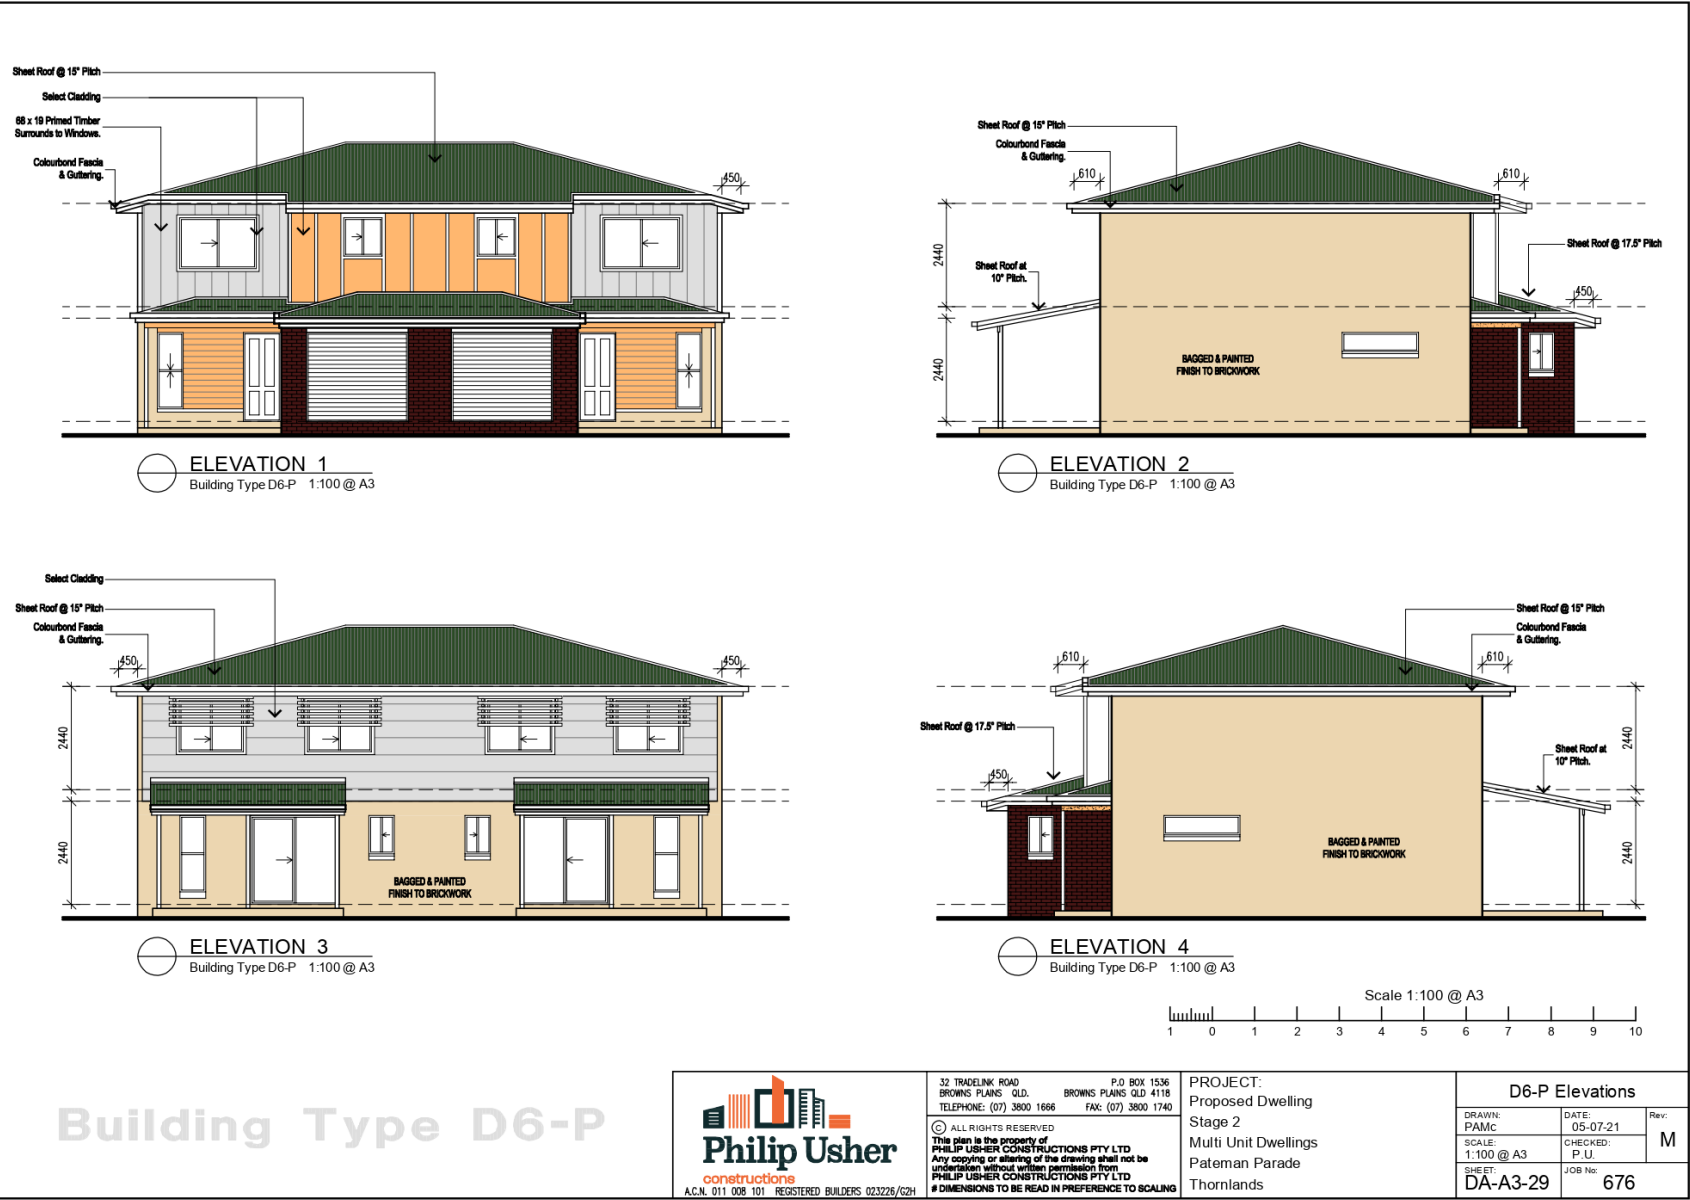 Sheet Roof @ 15° Pitch
Select Cladding
68 x 19 Primed Timber
Surrounds to Windows.
Colourbond Fascia
& Guttering.
450
ELEVATION 1
Building Type D6-P 1:100 @ A3
Sheet Roof @ 15° Pitch
Colourbond Fascia
& Guttering.
610
610
Sheet Roof @ 17.5° Pitch
2440
Sheet Roof at
10° Pitch.
450
2440
BAGGED & PAINTED
FINISH TO BRICKWORK
ELEVATION 2
Building Type D6-P 1:100 @ A3
Select Cladding
Sheet Roof @ 15° Pitch
Colourbond Fascia
& Guttering.
450
450
2440
2440
BAGGED & PAINTED
FINISH TO BRICKWORK
ELEVATION 3
Building Type D6-P 1:100 @ A3
Sheet Roof @ 15° Pitch
Colourbond Fascia
& Guttering.
610
610
Sheet Roof @ 17.5° Pitch
2440
Sheet Roof at
10° Pitch.
450
2440
BAGGED & PAINTED
FINISH TO BRICKWORK
ELEVATION 4
Building Type D6-P 1:100 @ A3
Scale 1:100 @ A3
1 0 1 2 3 4 5 6 7 8 9 10
Building Type D6-P
Philip Usher
constructions
A.C.N. 011 008 101 REGISTERED BUILDERS 023226/G2H
32 TRADELINK ROAD P.O BOX 1536
BROWNS PLAINS QLD. BROWNS PLAINS QLD 4118
TELEPHONE: (07) 3800 1666 FAX: (07) 3800 1740
© ALL RIGHTS RESERVED
This plan is the property of
PHILIP USHER CONSTRUCTIONS PTY LTD
Any copying or altering of the drawing shall not be
undertaken without written permission from
PHILIP USHER CONSTRUCTIONS PTY LTD
# DIMENSIONS TO BE READ IN PREFERENCE TO SCALING
PROJECT:
Proposed Dwelling
Stage 2
Multi Unit Dwellings
Pateman Parade
Thornlands
D6-P Elevations
DRAWN:
PAMc
DATE:
05-07-21
Rev:
M
SCALE:
1:100 @ A3
CHECKED:
P.U.
SHEET:
DA-A3-29
JOB No:
676